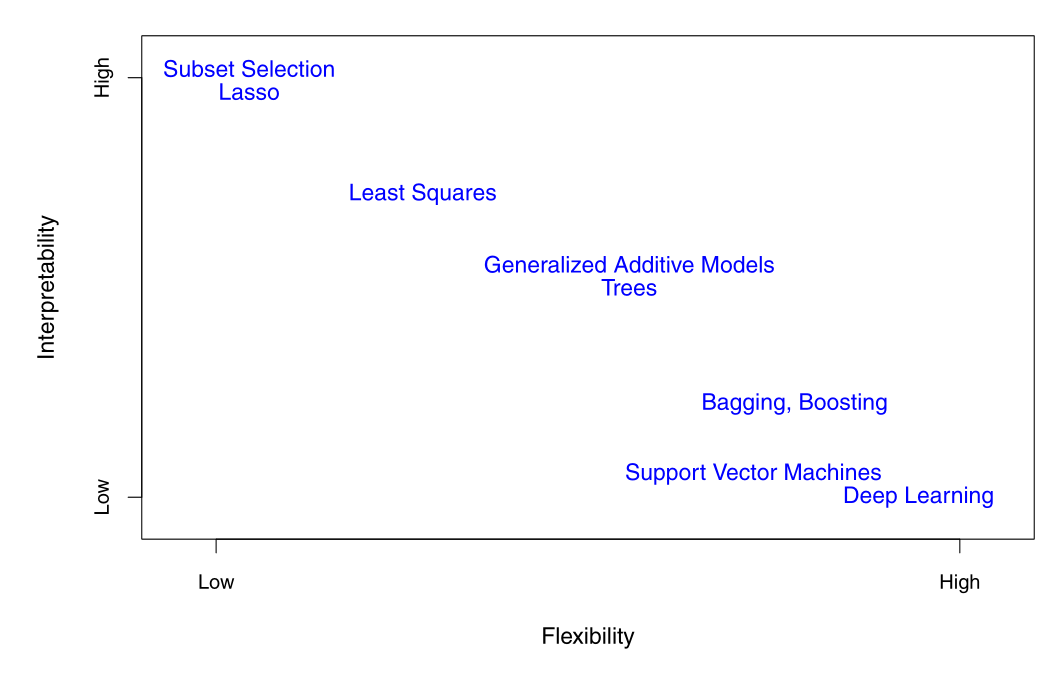 High
Subset Selection
Lasso
Least Squares
Interpretability
Generalized Additive Models
Trees
Bagging, Boosting
Support Vector Machines
Low
Deep Learning
Low
High
Flexibility